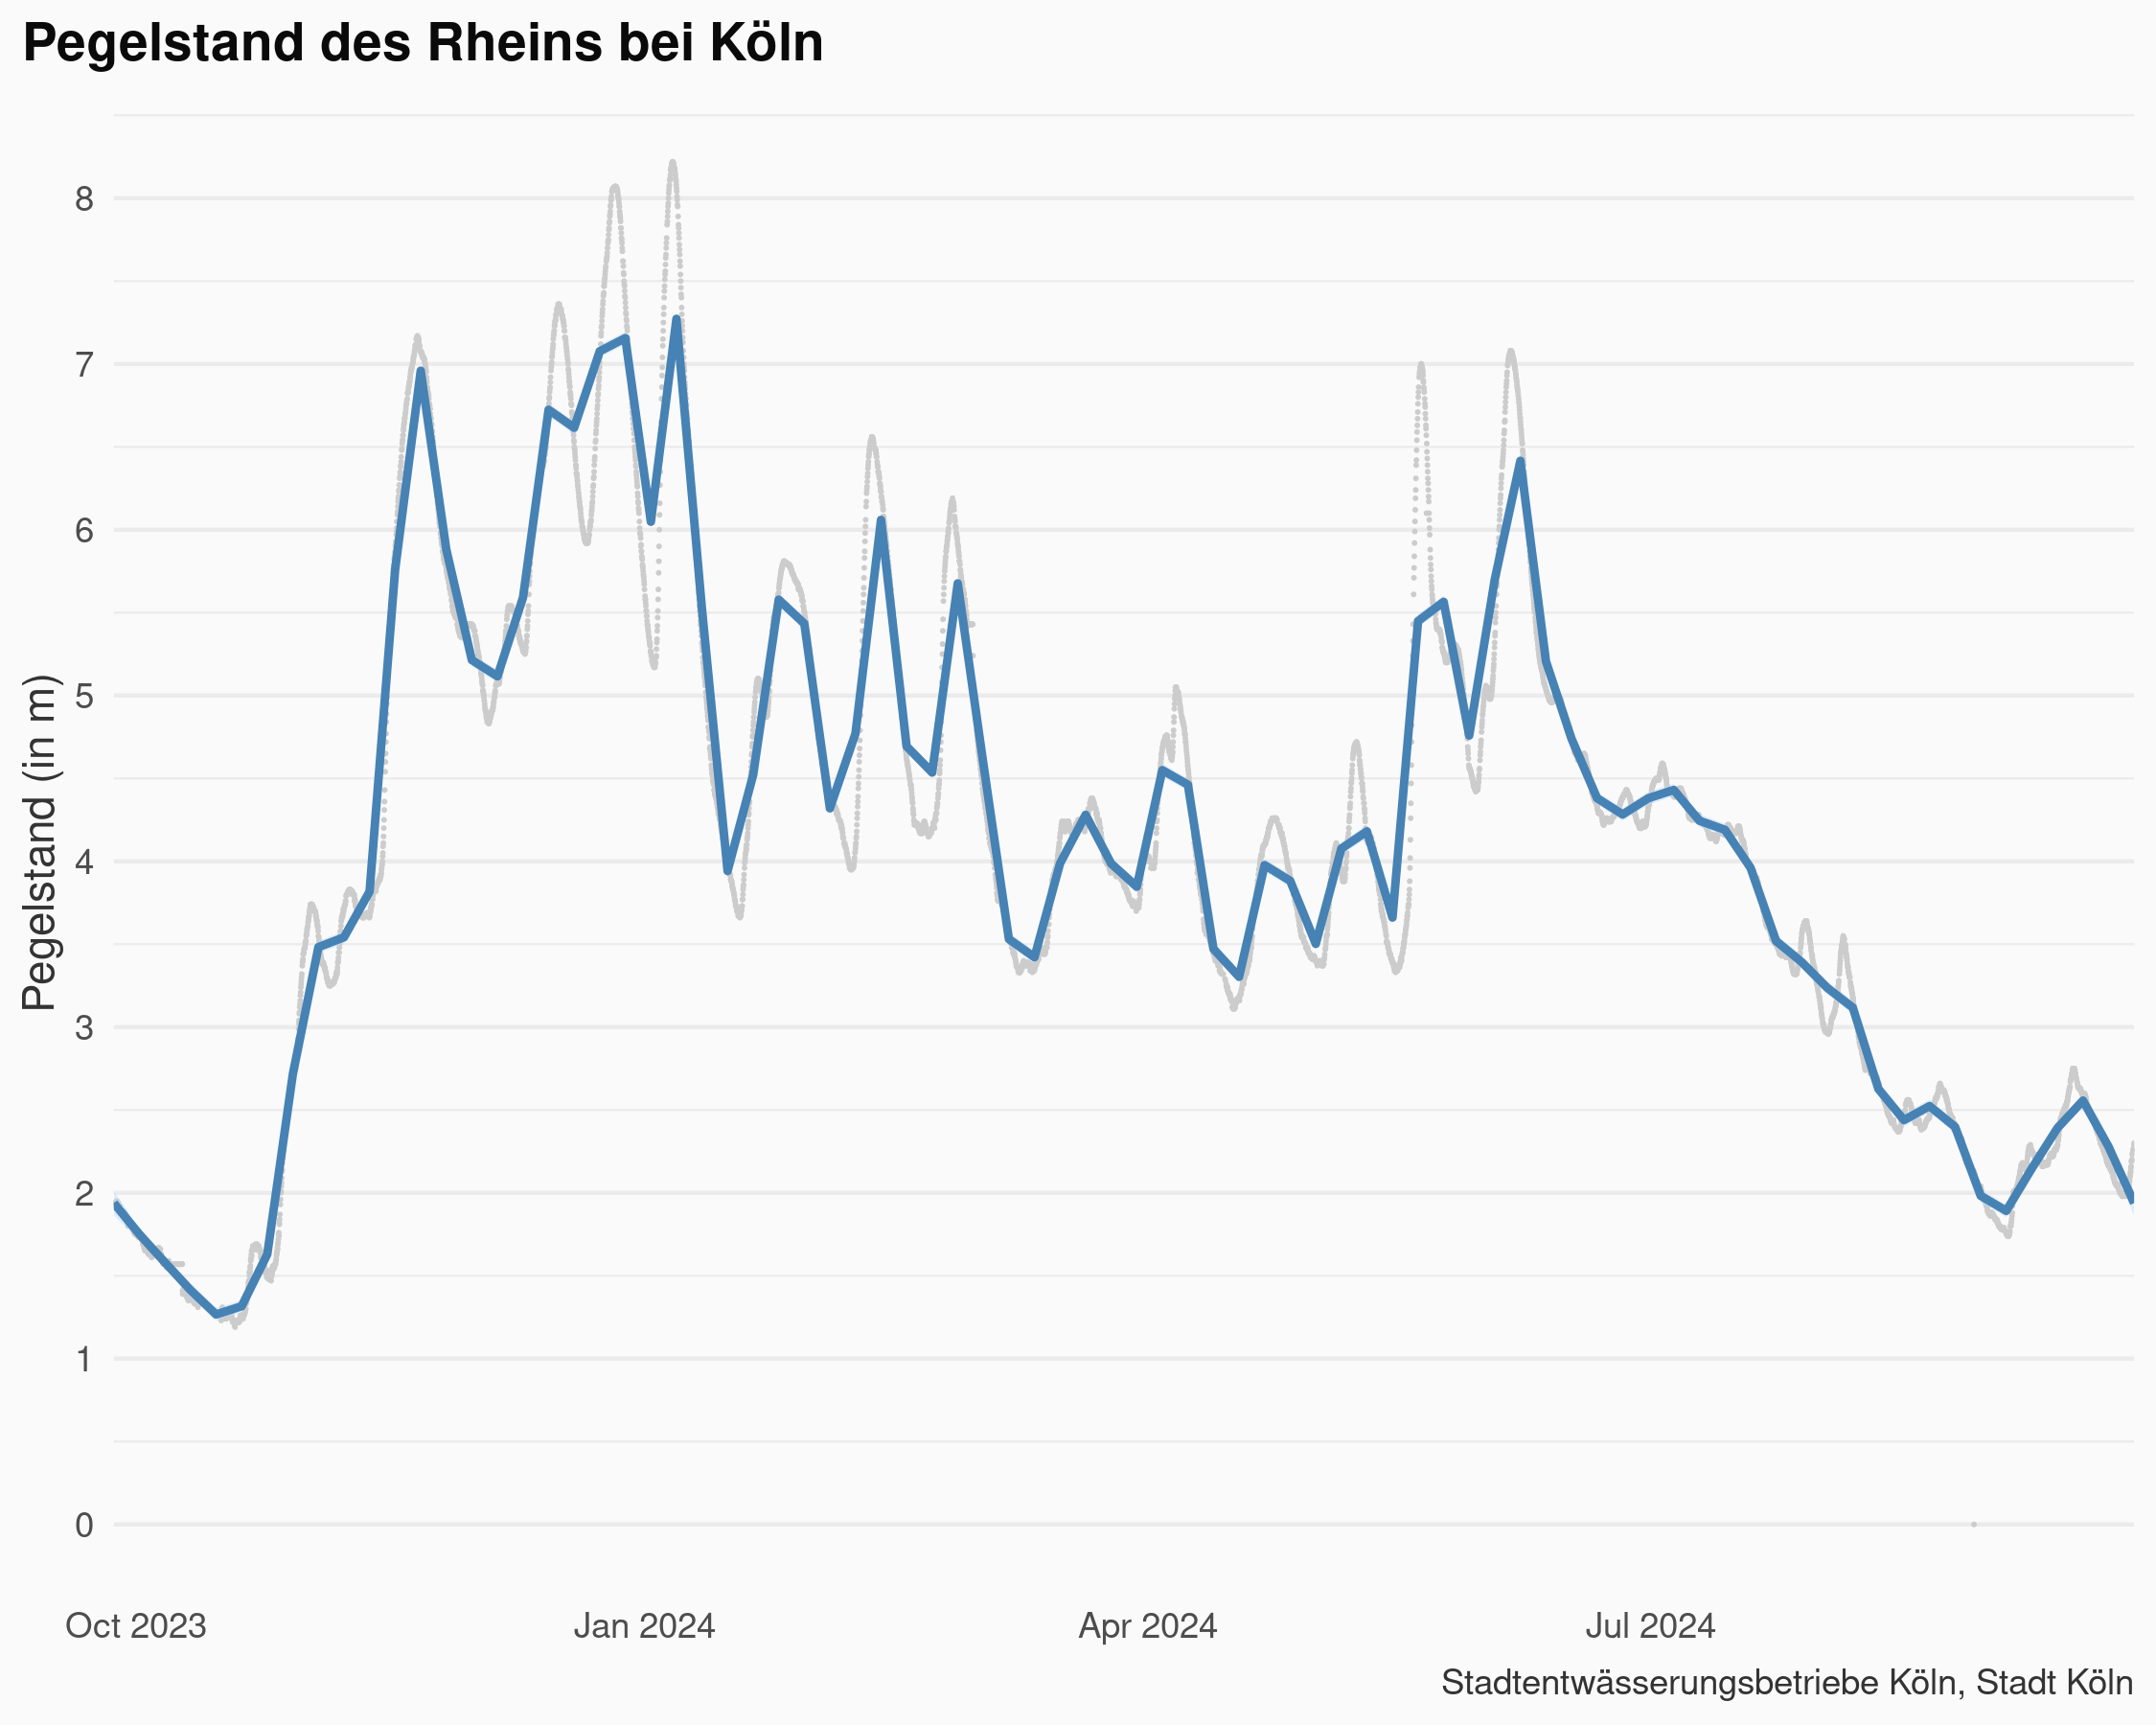 Pegelstand des Rheins bei Köln
Pegelstand (in m)
8
7
6
5
4
3
2
1
0
Oct 2023 Jan 2024 Apr 2024 Jul 2024
Stadtentwässerungsbetriebe Köln, Stadt Köln